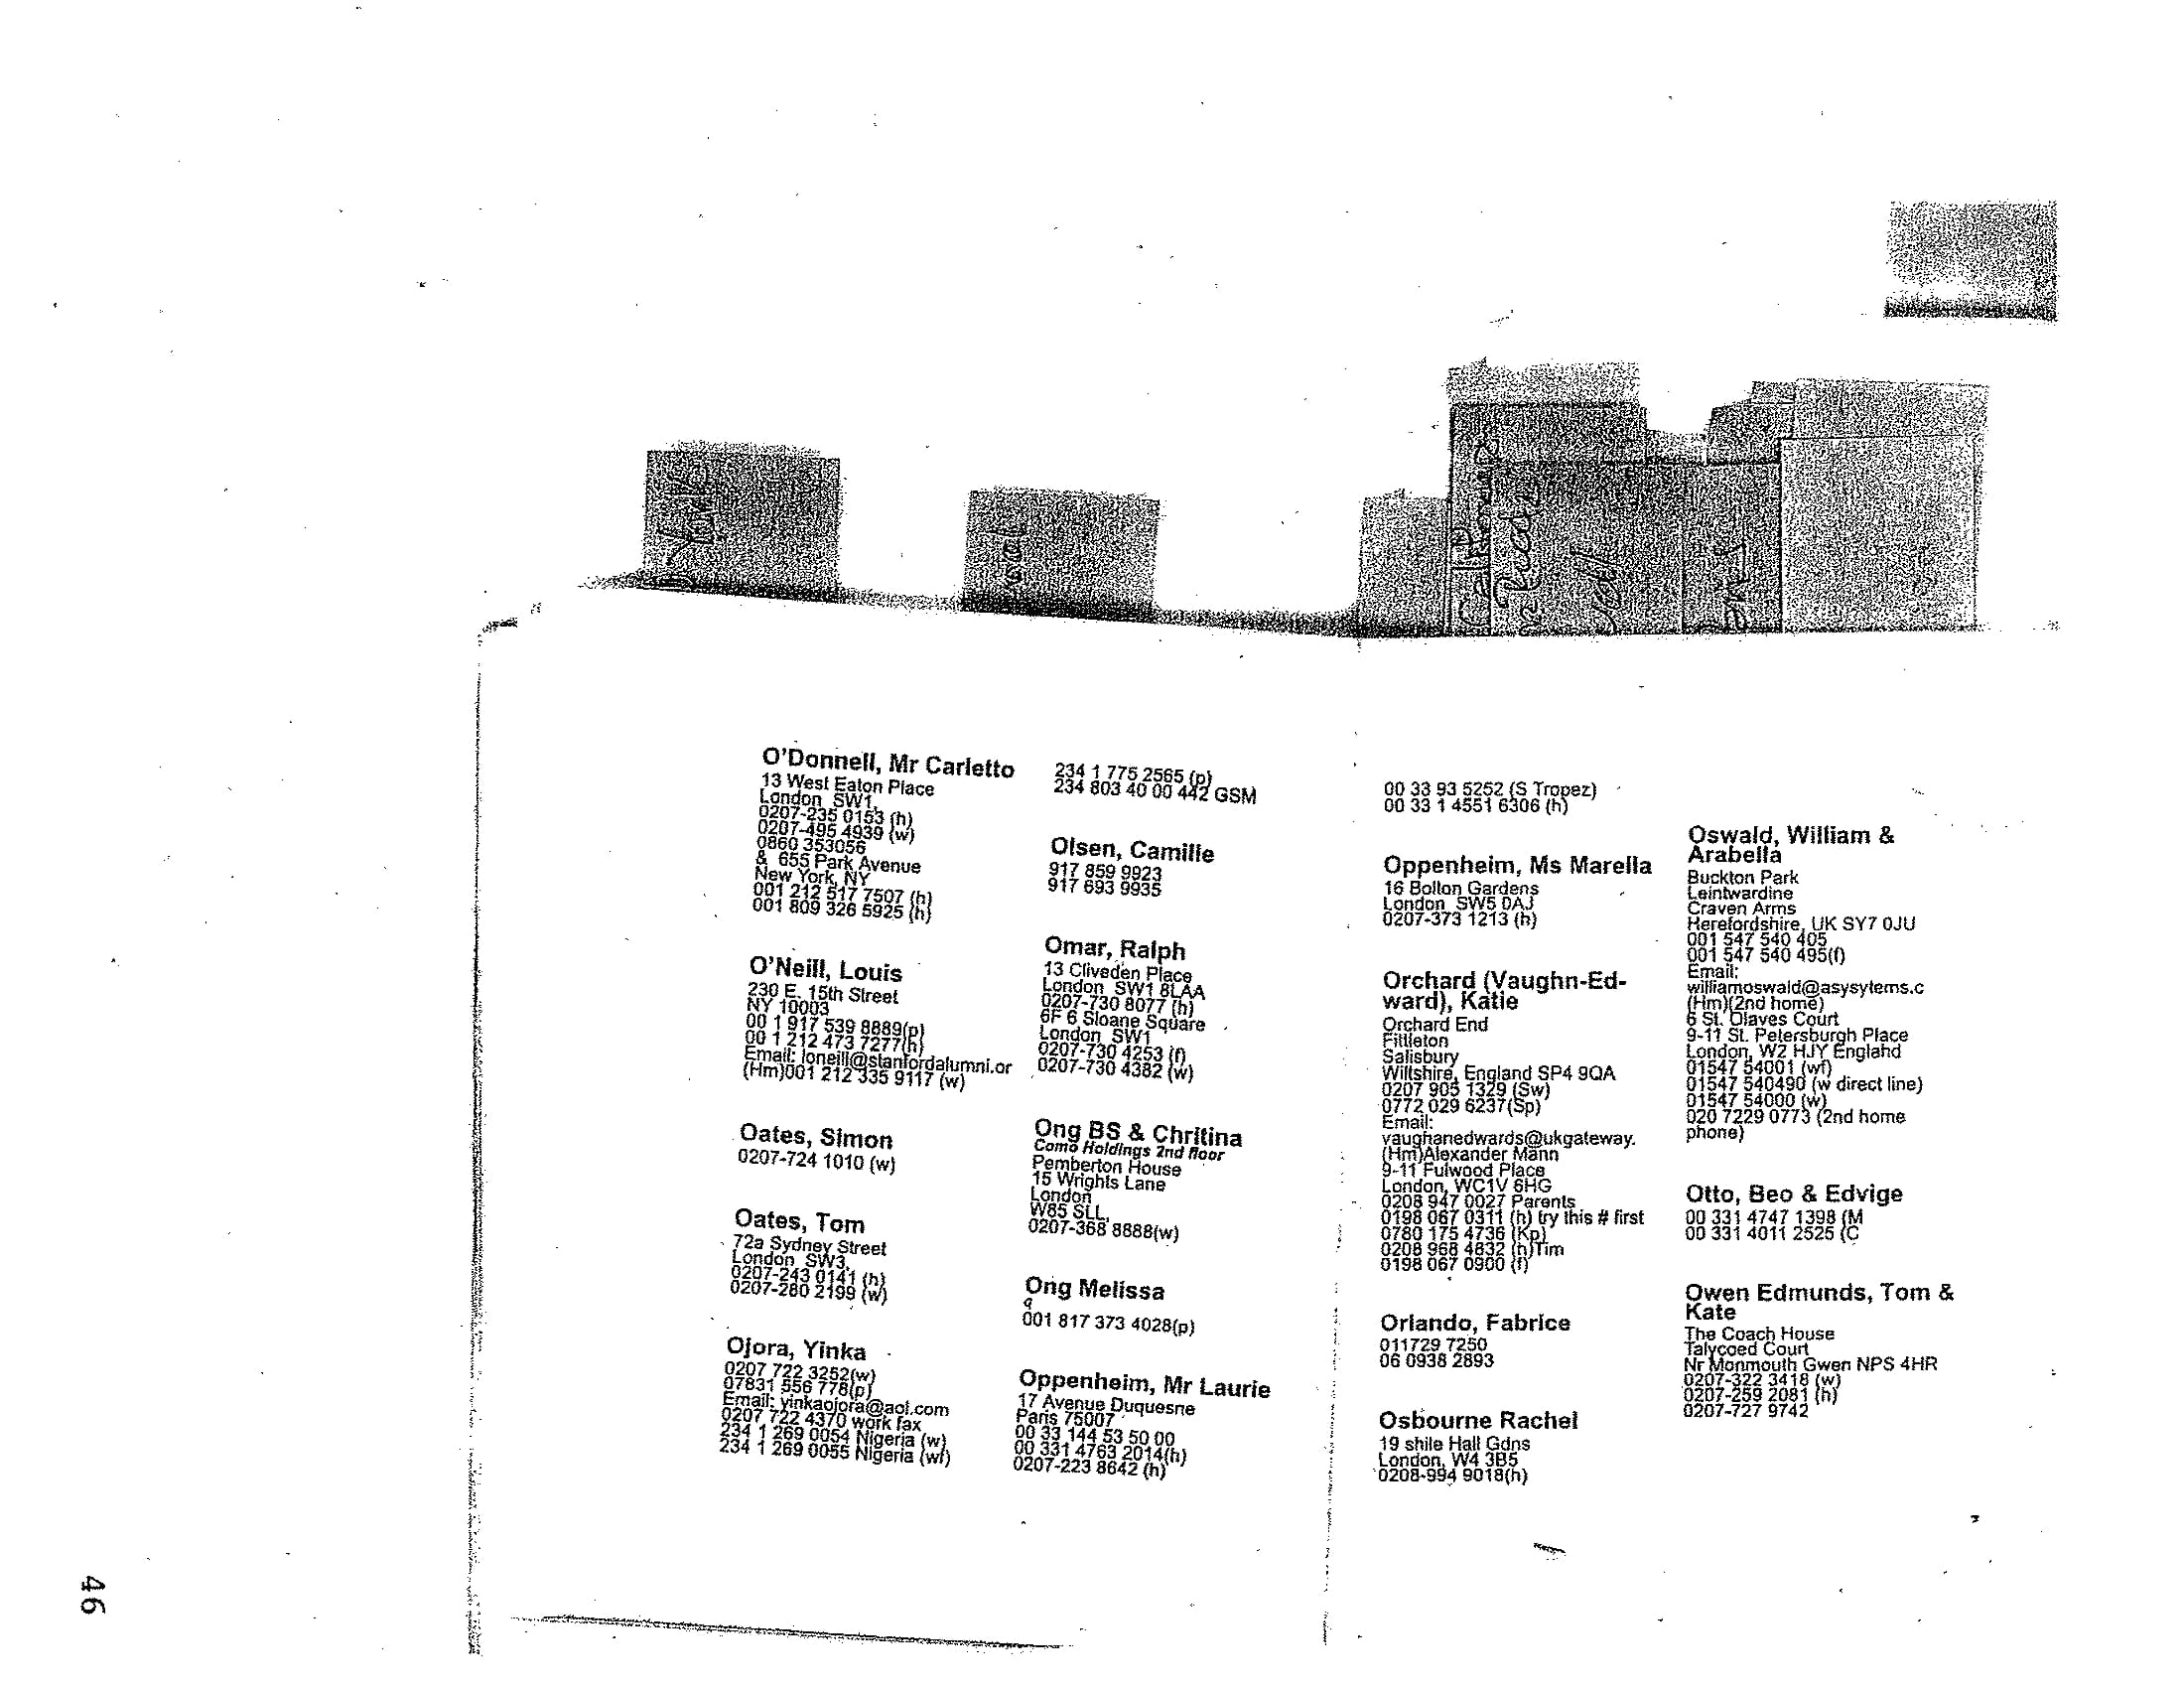 O'Donnell, Mr Carletto
13 West Eaton Place
London SW1,
0207-235 0153 (h)
0207-495 4939 (w)
0860 353056
& 655 Park Avenue
New York, NY
001 212 517 7507 (h)
001 809 326 5925 (h)
O'Neill, Louis
230 E. 15th Street
NY 10003
00 1 917 539 8889(p)
00 1 212 473 7277(h)
Email: loneill@stanfordalumni.or
(Hm)001 212 335 9117 (w)
Oates, Simon
0207-724 1010 (w)
Oates, Tom
72a Sydney Street
London SW3,
0207-243 0141 (h)
0207-280 2199 (w)
Ojora, Yinka
0207 722 3252(w)
07831 556 778(p)
Email: yinkaojora@aol.com
0207 722 4370 work fax
234 1 269 0054 Nigeria (w)
234 1 269 0055 Nigeria (wf)
234 1 775 2565 (p)
234 803 40 00 442 GSM
Olsen, Camille
917 859 9923
917 693 9935
Omar, Ralph
13 Cliveden Place
London SW1 8LAA
0207-730 8077 (h)
6F 6 Sloane Square
London SW1
0207-730 4253 (f)
0207-730 4382 (w)
Ong BS & Chritina
Como Holdings 2nd floor
Pemberton House
15 Wrights Lane
London
W85 SLL,
0207-368 8888(w)
Ong Melissa
q
001 817 373 4028(p)
Oppenheim, Mr Laurie
17 Avenue Duquesne
Paris 75007
00 33 144 53 50 00
00 331 4763 2014(h)
0207-223 8642 (h)
00 33 93 5252 (S Tropez)
00 33 1 4551 6306 (h)
Oppenheim, Ms Marella
16 Bolton Gardens
London SW5 0AJ
0207-373 1213 (h)
Orchard (Vaughn-Ed-
ward), Katie
Orchard End
Fittleton
Salisbury
Wiltshire, England SP4 9QA
0207 905 1329 (Sw)
0772 029 6237(Sp)
Email:
vaughanedwards@ukgateway.
(Hm)Alexander Mann
9-11 Fulwood Place
London, WC1V 6HG
0208 947 0027 Parents
0198 067 0311 (h) try this # first
0780 175 4736 (Kp)
0208 968 4832 (h)Tim
0198 067 0900 (f)
Orlando, Fabrice
011729 7250
06 0938 2893
Osbourne Rachel
19 shile Hall Gdns
London, W4 3B5
0208-994 9018(h)
Oswald, William &
Arabella
Buckton Park
Leintwardine
Craven Arms
Herefordshire, UK SY7 0JU
001 547 540 405
001 547 540 495(f)
Email:
williamoswald@asysytems.c
(Hm)(2nd home)
6 St. Olaves Court
9-11 St. Petersburgh Place
London, W2 HJY England
01547 54001 (wf)
01547 540490 (w direct line)
01547 54000 (w)
020 7229 0773 (2nd home
phone)
Otto, Beo & Edvige
00 331 4747 1398 (M
00 331 4011 2525 (C
Owen Edmunds, Tom &
Kate
The Coach House
Talycoed Court
Nr Monmouth Gwen NPS 4HR
0207-322 3418 (w)
0207-259 2081 (h)
0207-727 9742
46